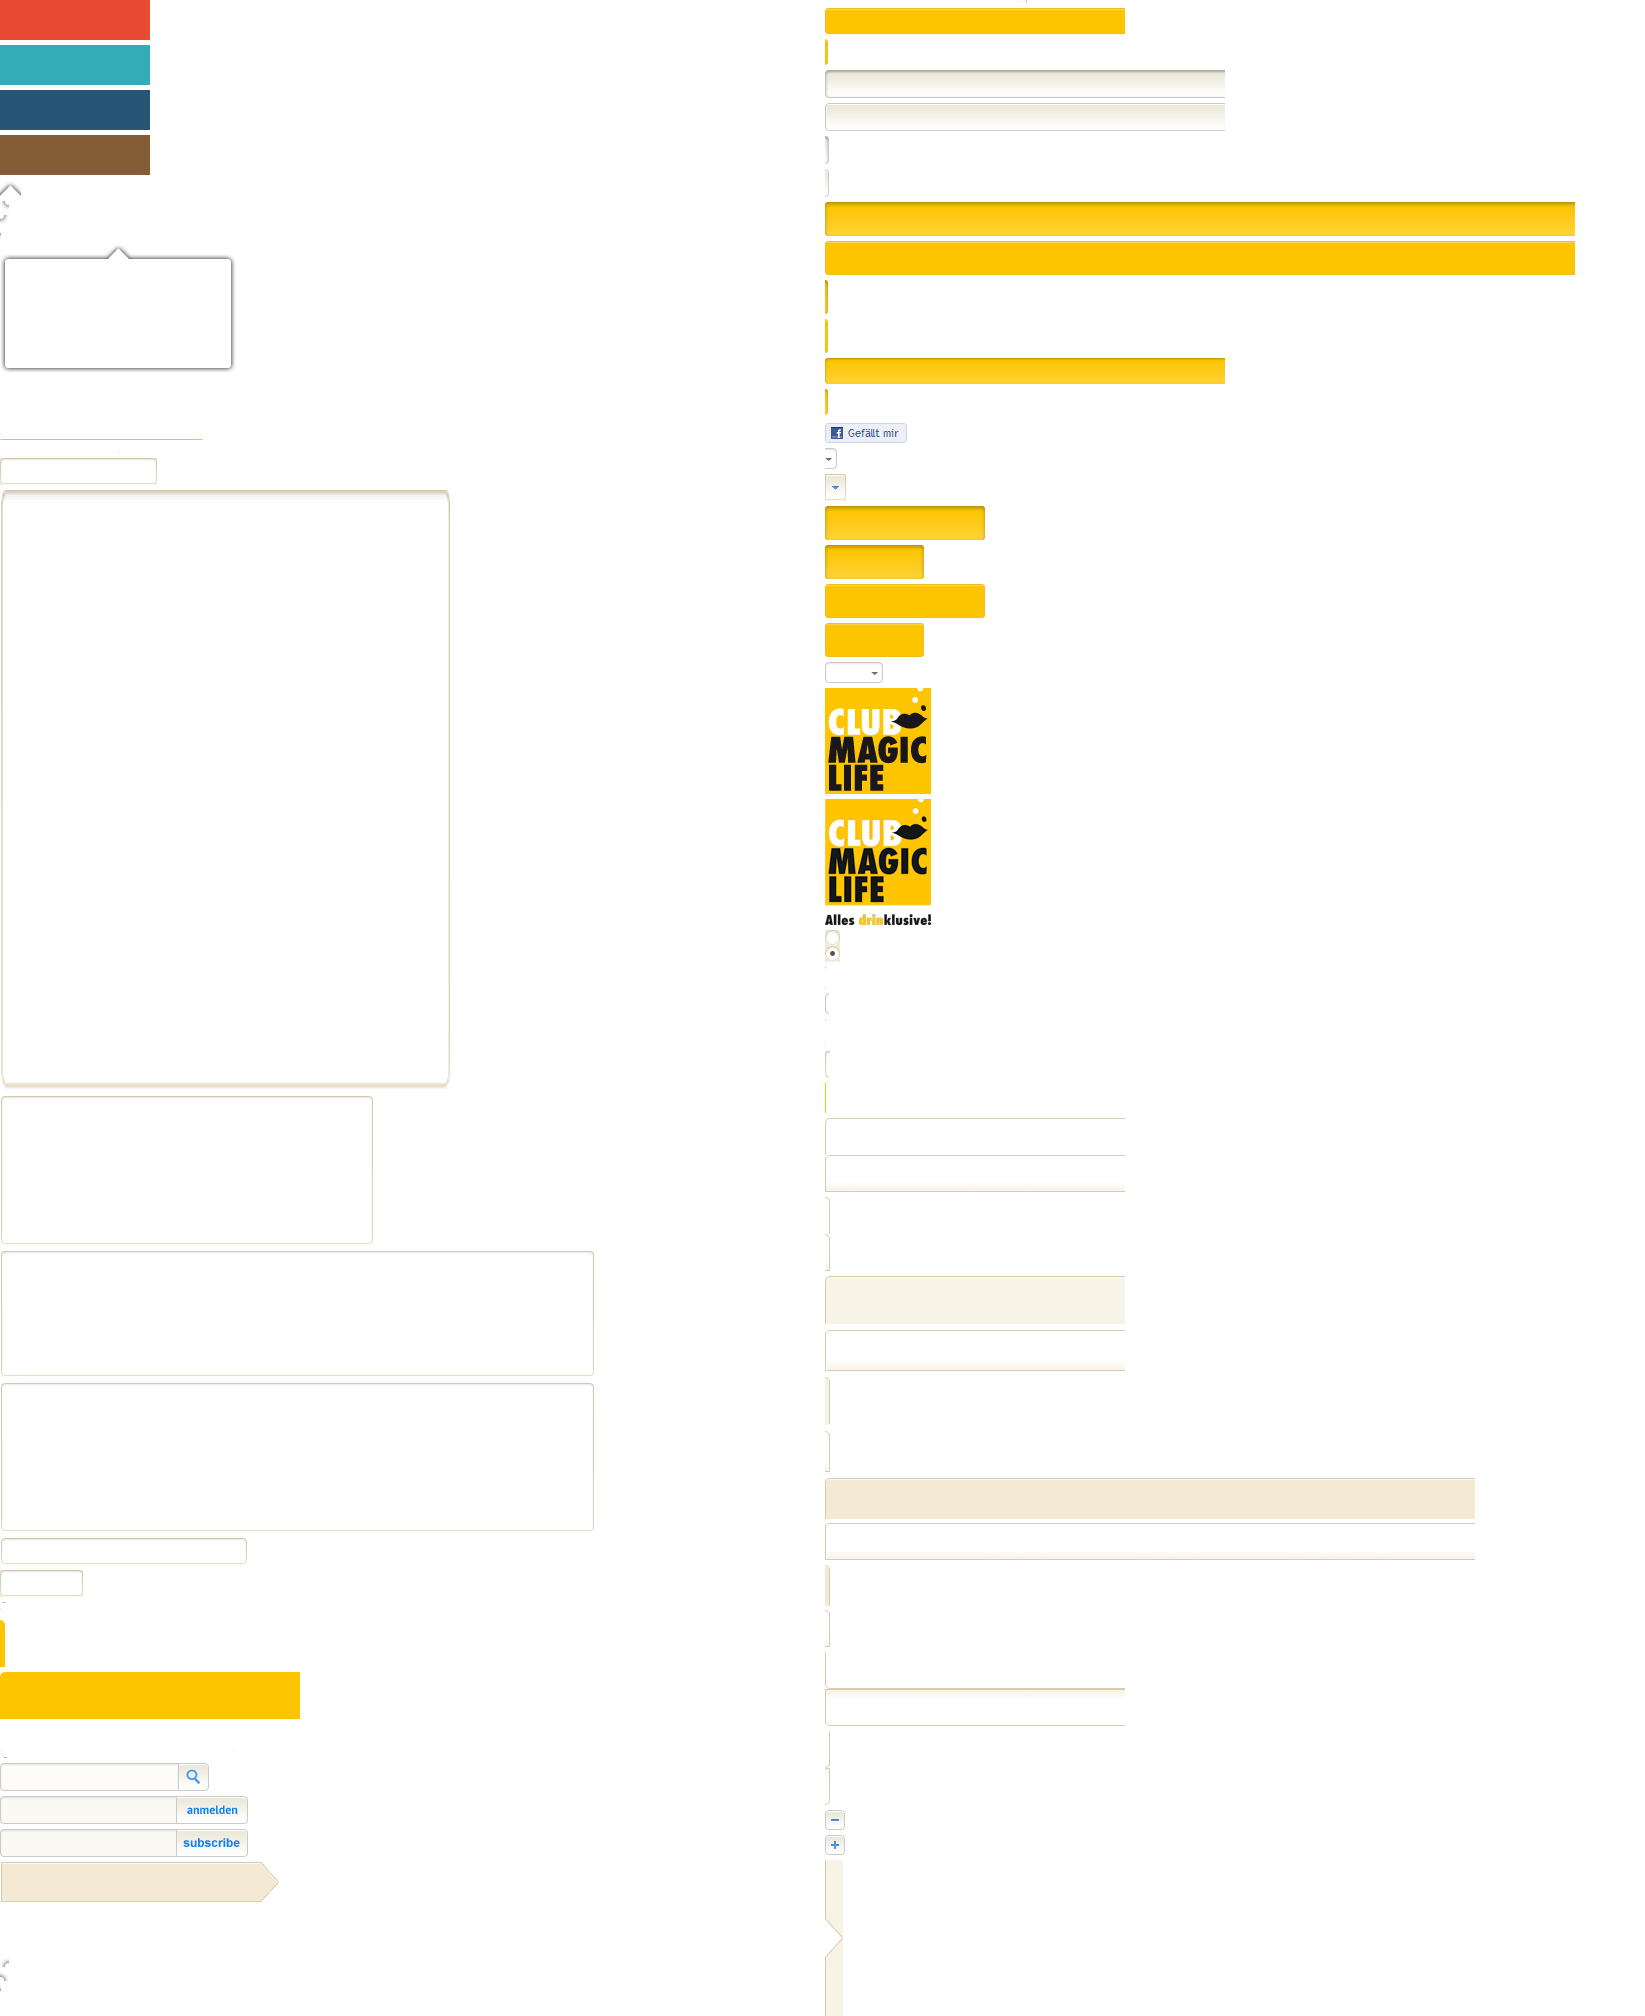 Gefällt mir
CLUB
MAGIC
LIFE
CLUB
MAGIC
LIFE
Alles drinklusive!
anmelden
subscribe